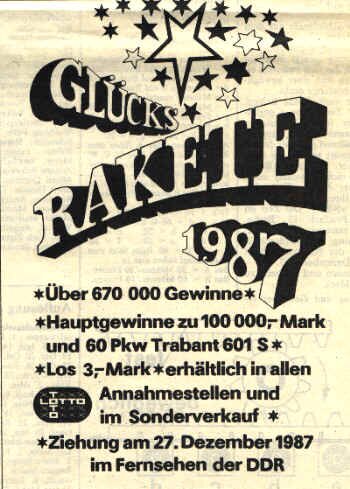 GLÜCKS
RAKETE
1987
✶Über 670 000 Gewinne✶
✶Hauptgewinne zu 100 000,- Mark
und 60 Pkw Trabant 601 S✶
✶Los 3,- Mark✶erhältlich in allen
TOTO LOTTO Annahmestellen und
im Sonderverkauf ✶
✶Ziehung am 27. Dezember 1987
im Fernsehen der DDR